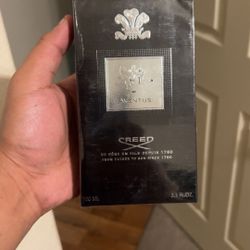 AVENTUS
CREED
DE PÈRE EN FILS DEPUIS 1760
FROM FATHER TO SON SINCE 1760
100 ML
3.3 FL.OZ